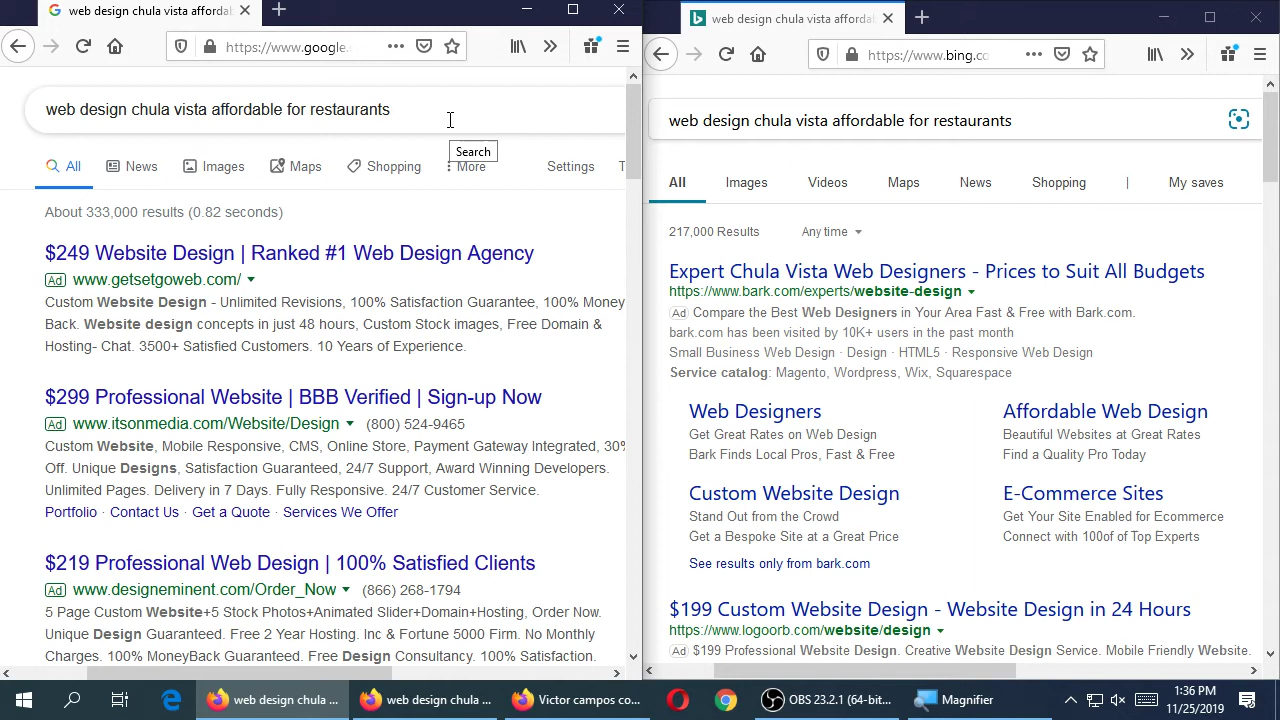 web design chula vista affordabl
https://www.google.
web design chula vista affordable for restaurants
Search
All
News
Images
Maps
Shopping
More
Settings
T
About 333,000 results (0.82 seconds)
$249 Website Design | Ranked #1 Web Design Agency
Ad www.getsetgoweb.com/
Custom Website Design - Unlimited Revisions, 100% Satisfaction Guarantee, 100% Money
Back. Website design concepts in just 48 hours, Custom Stock images, Free Domain &
Hosting- Chat. 3500+ Satisfied Customers. 10 Years of Experience.
$299 Professional Website | BBB Verified | Sign-up Now
Ad www.itsonmedia.com/Website/Design (800) 524-9465
Custom Website, Mobile Responsive, CMS, Online Store, Payment Gateway Integrated, 30%
Off. Unique Designs, Satisfaction Guaranteed, 24/7 Support, Award Winning Developers.
Unlimited Pages. Delivery in 7 Days. Fully Responsive. 24/7 Customer Service.
Portfolio · Contact Us · Get a Quote · Services We Offer
$219 Professional Web Design | 100% Satisfied Clients
Ad www.designeminent.com/Order_Now (866) 268-1794
5 Page Custom Website+5 Stock Photos+Animated Slider+Domain+Hosting, Order Now.
Unique Design Guaranteed. Free 2 Year Hosting. Inc & Fortune 5000 Firm. No Monthly
Charges. 100% MoneyBack Guaranteed. Free Design Consultancy. 100% Satisfaction.
web design chula vista affordab
https://www.bing.co
web design chula vista affordable for restaurants
All
Images
Videos
Maps
News
Shopping
|
My saves
217,000 Results
Any time
Expert Chula Vista Web Designers - Prices to Suit All Budgets
https://www.bark.com/experts/website-design
Ad Compare the Best Web Designers in Your Area Fast & Free with Bark.com.
bark.com has been visited by 10K+ users in the past month
Small Business Web Design · Design · HTML5 · Responsive Web Design
Service catalog: Magento, Wordpress, Wix, Squarespace
Web Designers
Get Great Rates on Web Design
Bark Finds Local Pros, Fast & Free
Affordable Web Design
Beautiful Websites at Great Rates
Find a Quality Pro Today
Custom Website Design
Stand Out from the Crowd
Get a Bespoke Site at a Great Price
E-Commerce Sites
Get Your Site Enabled for Ecommerce
Connect with 100of of Top Experts
See results only from bark.com
$199 Custom Website Design - Website Design in 24 Hours
https://www.logoorb.com/website/design
Ad $199 Professional Website Design. Creative Website Design Service. Mobile Friendly Website.
web design chula ...
web design chula ...
Victor campos co...
OBS 23.2.1 (64-bit...
Magnifier
1:36 PM
11/25/2019